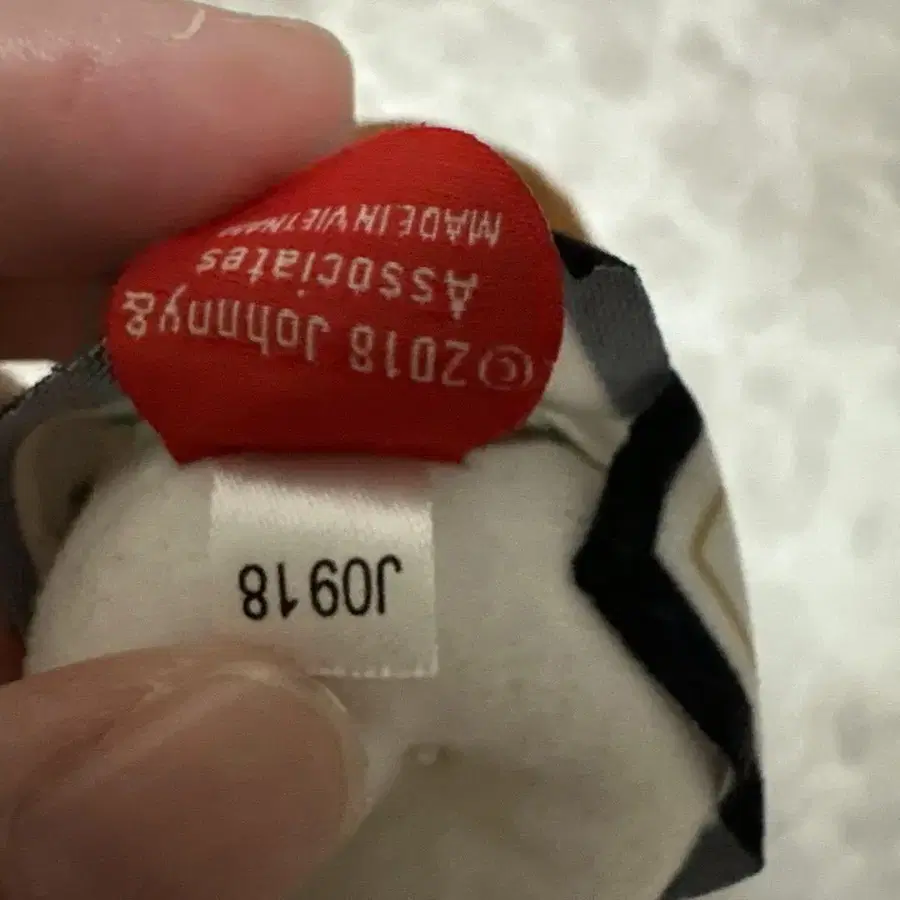 ©2018 Johnny&
Associates
MADE IN VIETNAM
J0918